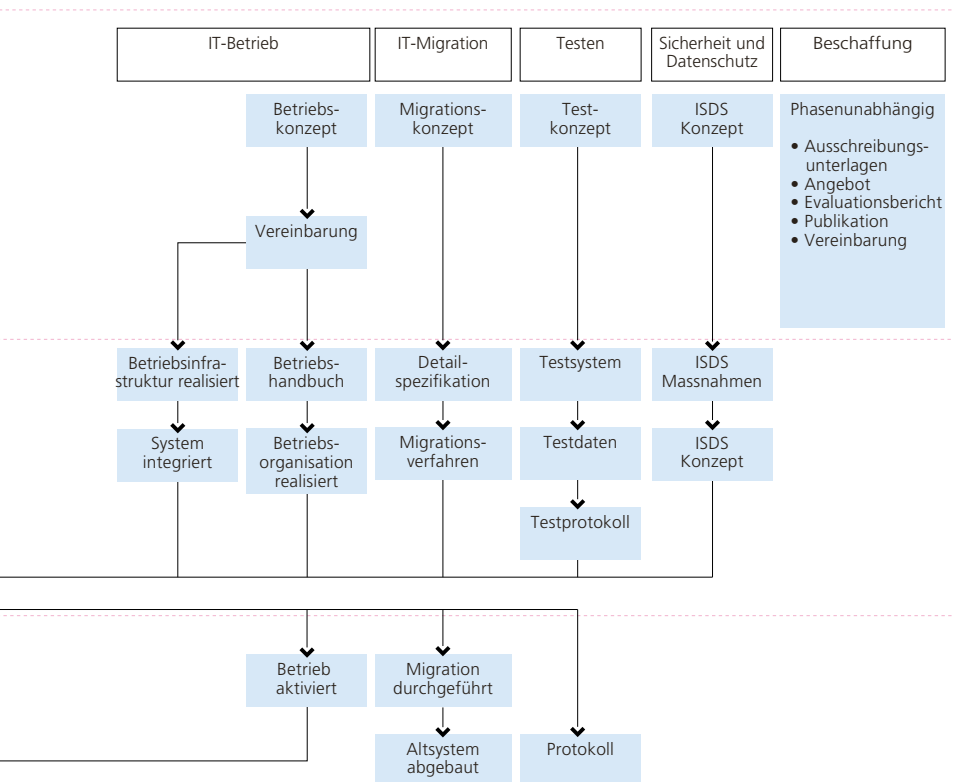 IT-Betrieb
IT-Migration
Testen
Sicherheit und
Datenschutz
Beschaffung
Betriebs-
konzept
Migrations-
konzept
Test-
konzept
ISDS
Konzept
Phasenunabhängig
• Ausschreibungs-
unterlagen
• Angebot
• Evaluationsbericht
• Publikation
• Vereinbarung
Vereinbarung
Betriebsinfra-
struktur realisiert
Betriebs-
handbuch
Detail-
spezifikation
Testsystem
ISDS
Massnahmen
System
integriert
Betriebs-
organisation
realisiert
Migrations-
verfahren
Testdaten
ISDS
Konzept
Testprotokoll
Betrieb
aktiviert
Migration
durchgeführt
Altsystem
abgebaut
Protokoll